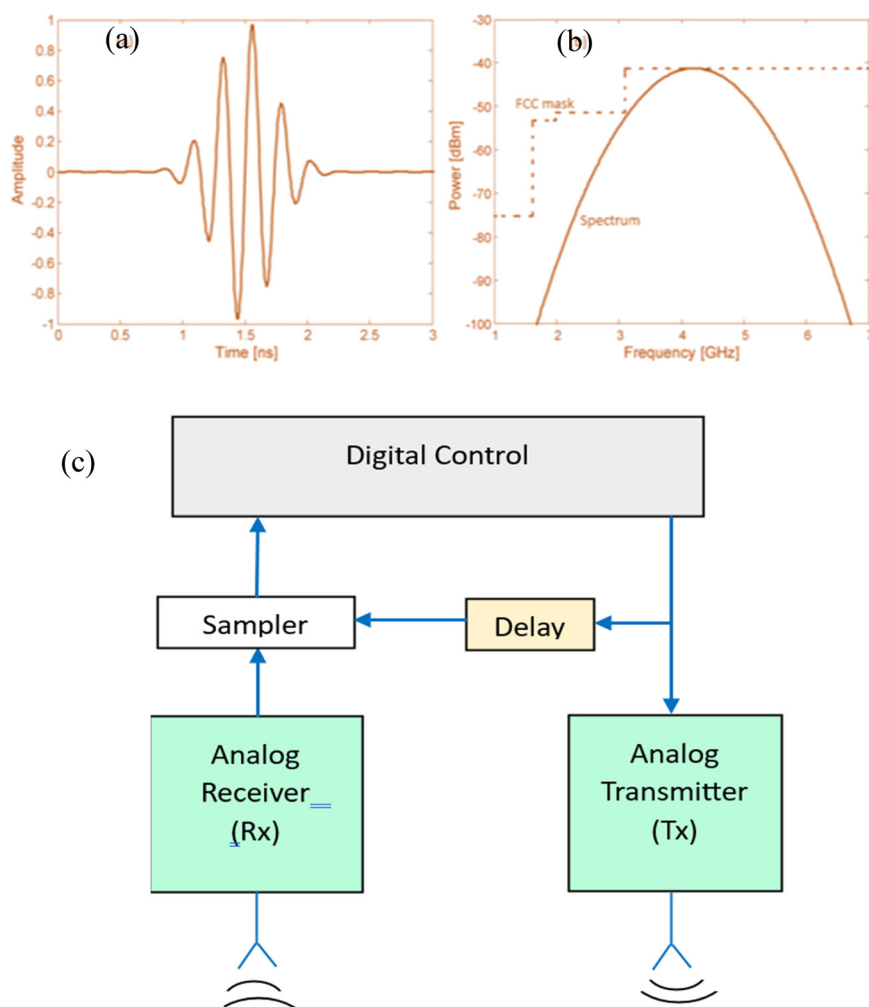 (a)
1
0.8
0.6
0.4
0.2
0
-0.2
-0.4
-0.6
-0.8
-1
Amplitude
0 0.5 1 1.5 2 2.5 3
Time [ns]
(b)
-30
-40
-50
-60
-70
-80
-90
-100
Power [dBm]
FCC mask
Spectrum
1 2 3 4 5 6 7
Frequency [GHz]
(c)
Digital Control
Sampler
Delay
Analog
Receiver
(Rx)
Analog
Transmitter
(Tx)